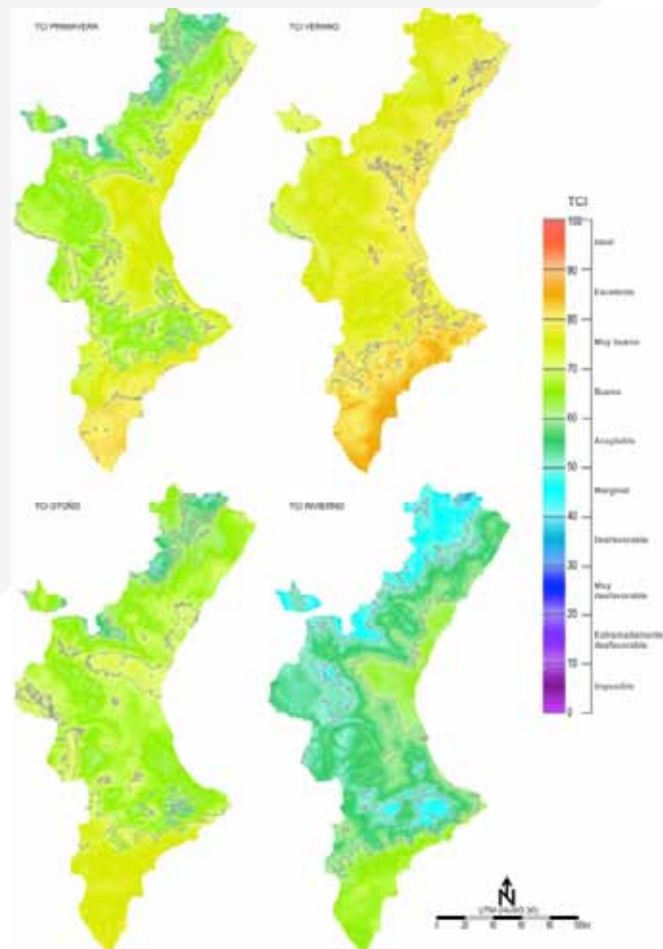 TCI PRIMAVERA
TCI VERANO
TCI
100
Ideal
90
Excelente
80
Muy bueno
70
Bueno
60
Aceptable
50
Marginal
40
Desfavorable
30
Muy
desfavorable
20
Extremadamente
desfavorable
10
Imposible
0
TCI OTOÑO
TCI INVIERNO
N